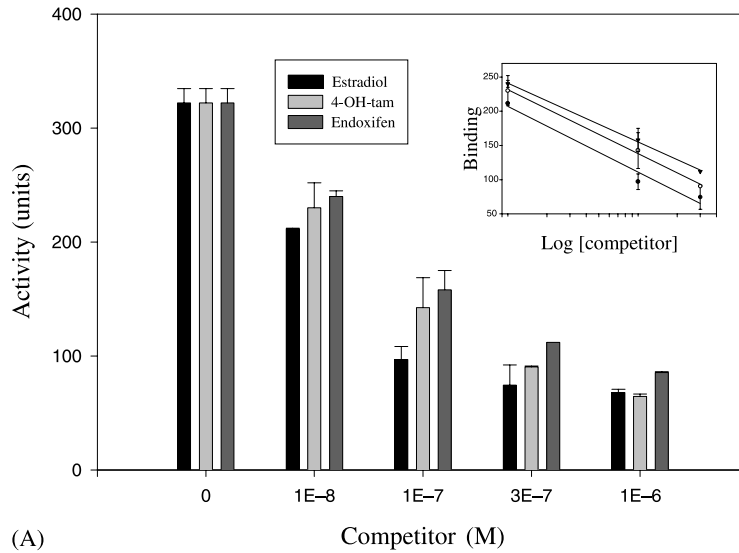 400
300
200
100
0
Activity (units)
Estradiol
4-OH-tam
Endoxifen
250
200
150
100
50
Binding
Log [competitor]
0
1E–8
1E–7
3E–7
1E–6
(A)
Competitor (M)